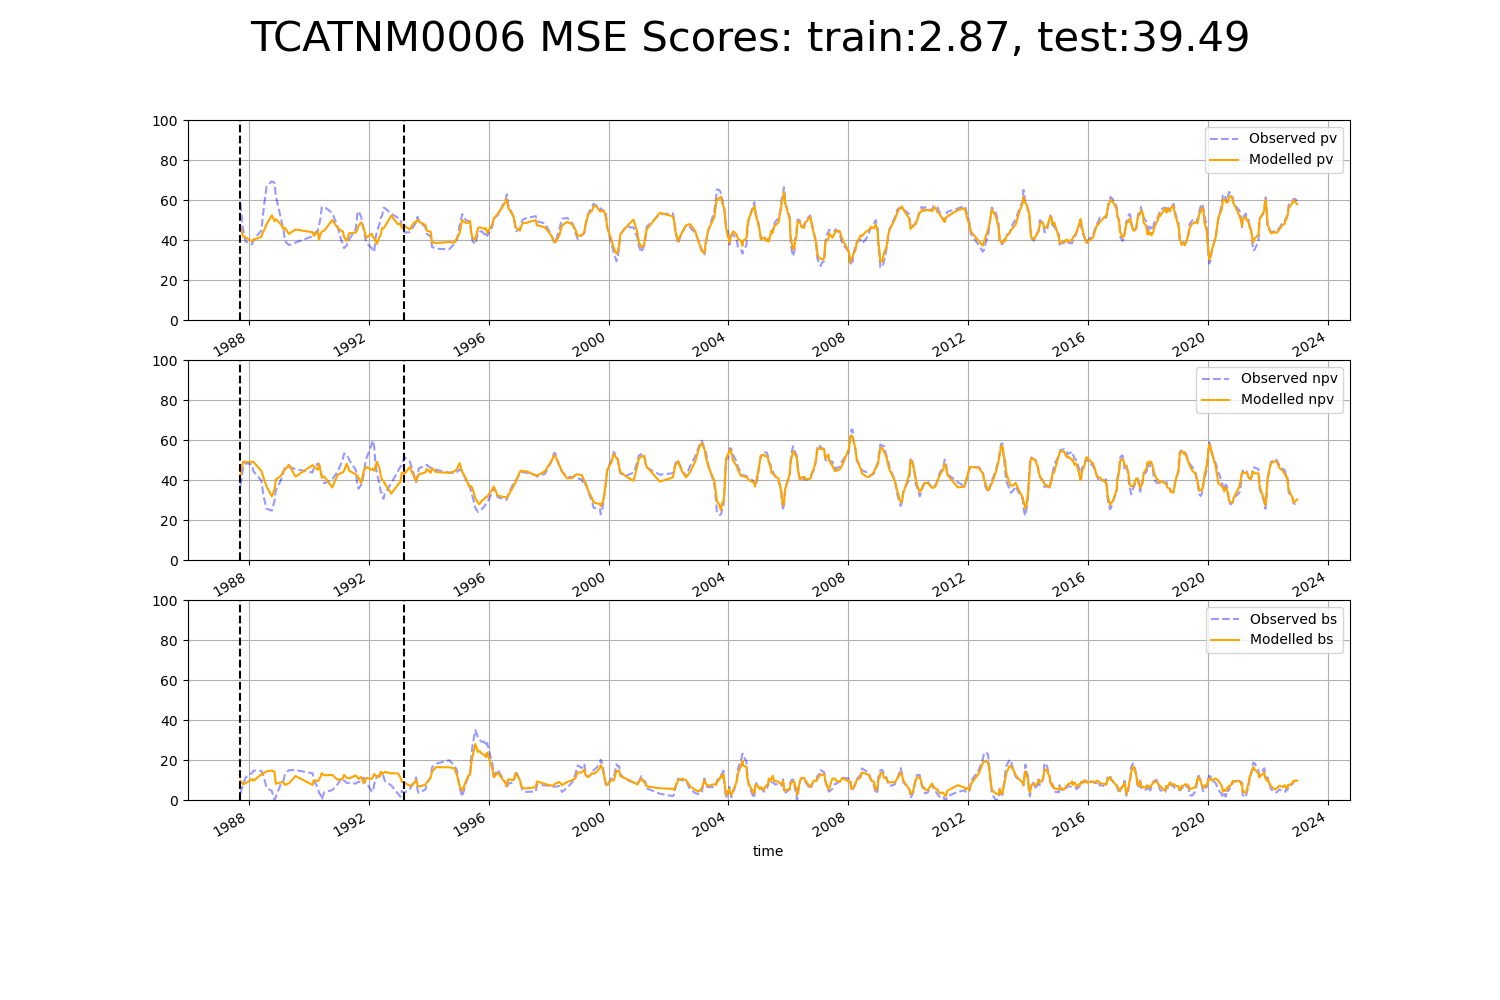 TCATNM0006 MSE Scores: train:2.87, test:39.49
100
80
60
40
20
0
Observed pv
Modelled pv
1988 1992 1996 2000 2004 2008 2012 2016 2020 2024
100
80
60
40
20
0
Observed npv
Modelled npv
1988 1992 1996 2000 2004 2008 2012 2016 2020 2024
100
80
60
40
20
0
Observed bs
Modelled bs
1988 1992 1996 2000 2004 2008 2012 2016 2020 2024
time